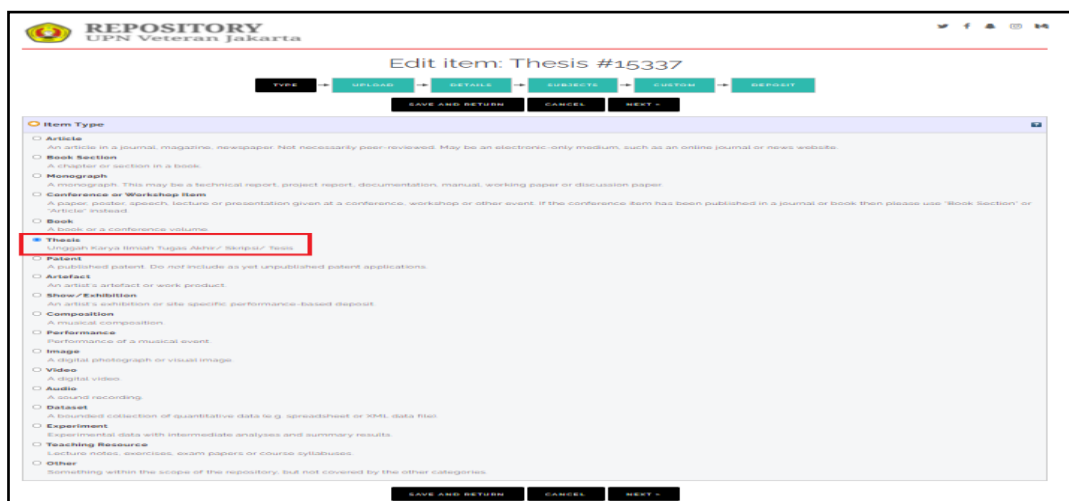 REPOSITORY
UPN Veteran Jakarta
Edit item: Thesis #15337
TYPE → UPLOAD → DETAILS → SUBJECTS → CUSTOM → DEPOSIT
SAVE AND RETURN CANCEL NEXT >
Item Type
Article
An article in a journal, magazine, newspaper. Not necessarily peer-reviewed. May be an electronic-only medium, such as an online journal or news website.
Book Section
A chapter or section in a book.
Monograph
A monograph. This may be a technical report, project report, documentation, manual, working paper or discussion paper.
Conference or Workshop Item
A paper, poster, speech, lecture or presentation given at a conference, workshop or other event. If the conference item has been published in a journal or book then please use "Book Section" or
"Article" instead.
Book
A book or a conference volume.
Thesis
Unggah Karya Ilmiah Tugas Akhir/ Skripsi/ Tesis
Patent
A published patent. Do not include as yet unpublished patent applications.
Artefact
An artist's artefact or work product.
Show/Exhibition
An artist's exhibition or site specific performance-based deposit.
Composition
A musical composition.
Performance
Performance of a musical event.
Image
A digital photograph or visual image.
Video
A digital video.
Audio
A sound recording.
Dataset
A bounded collection of quantitative data (e.g. spreadsheet or XML data file).
Experiment
Experimental data with intermediate analyses and summary results.
Teaching Resource
Lecture notes, exercises, exam papers or course syllabuses.
Other
Something within the scope of the repository, but not covered by the other categories.
SAVE AND RETURN CANCEL NEXT >